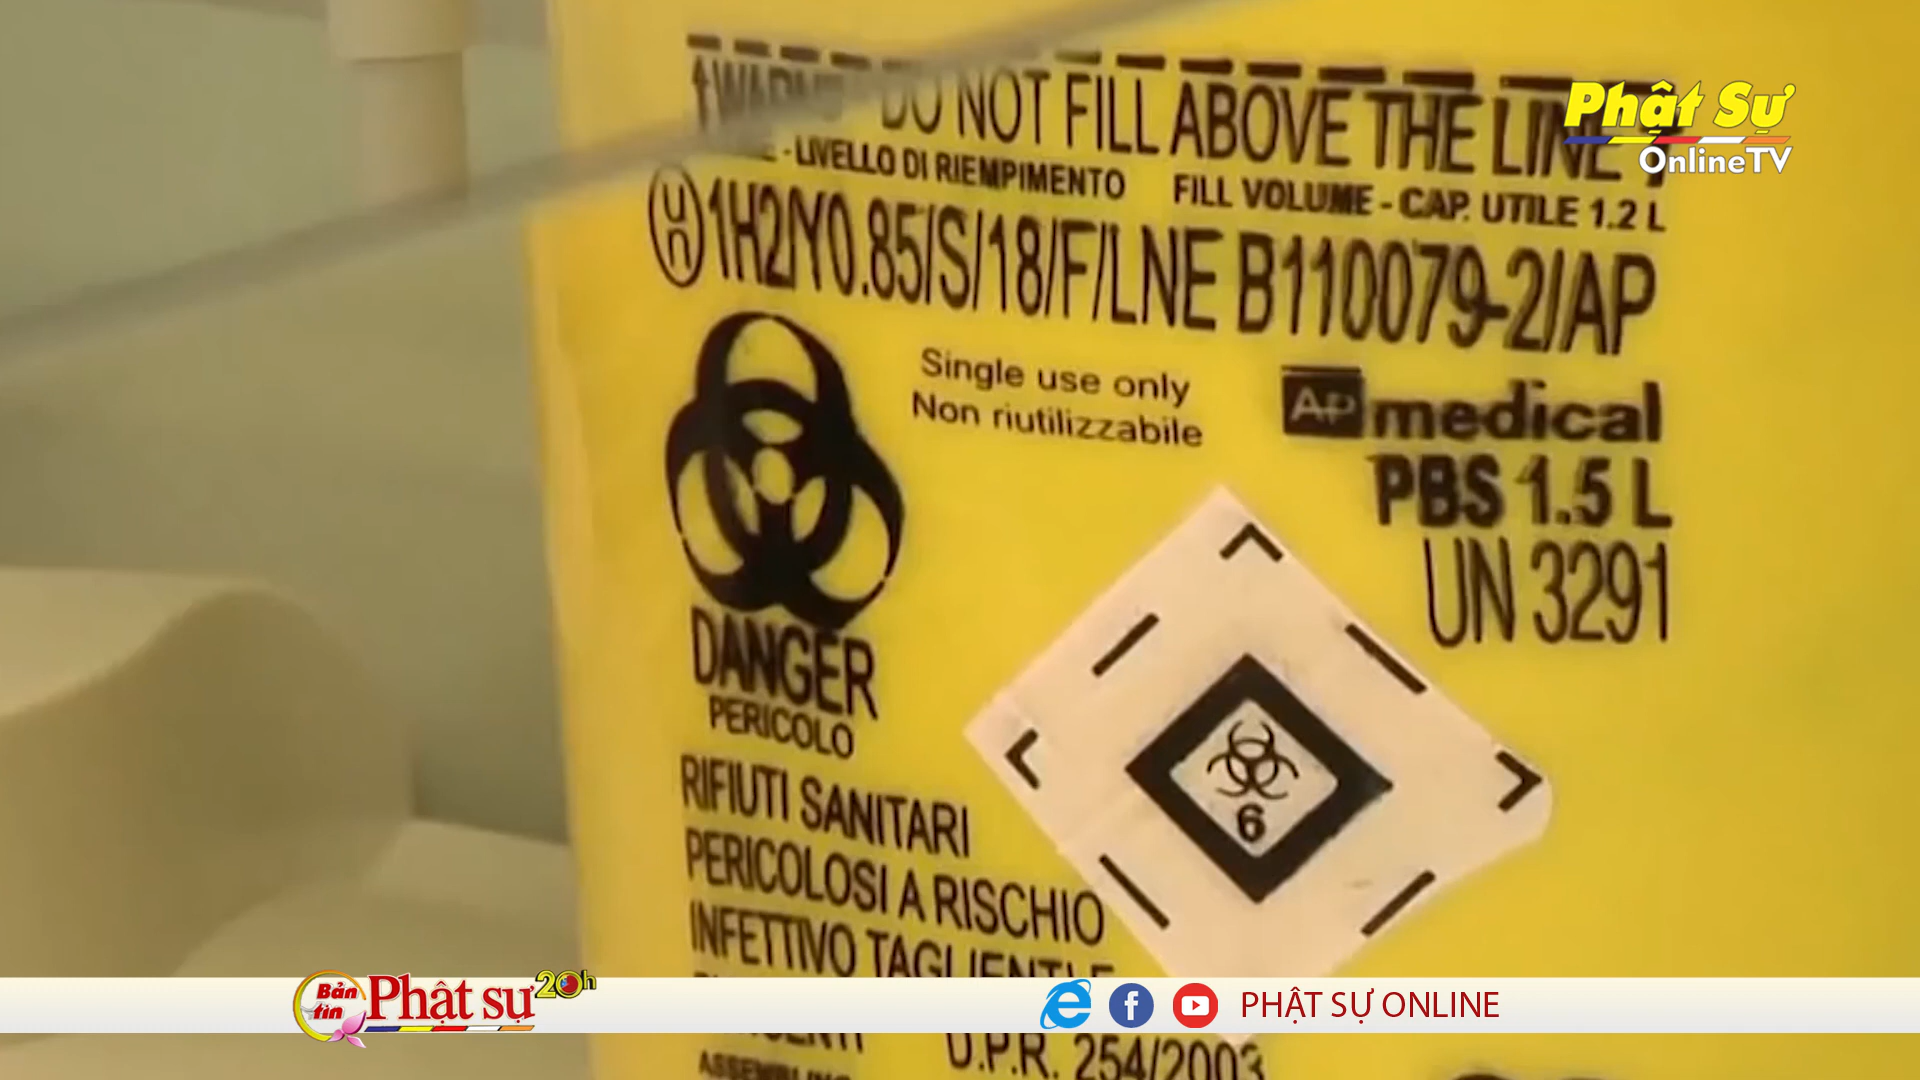 Phật Sự
OnlineTV
DO NOT FILL ABOVE THE LINE
- LIVELLO DI RIEMPIMENTO FILL VOLUME - CAP. UTILE 1.2 L
un 1H2/Y0.85/S/18/F/LNE B110079-2/AP
Single use only
Non riutilizzabile
AP medical
PBS 1.5 L
UN 3291
DANGER
PERICOLO
6
RIFIUTI SANITARI
PERICOLOSI A RISCHIO
INFETTIVO TAGLIENTI E
D.P.R. 254/2003
Bản tin Phật sự 20h
PHẬT SỰ ONLINE